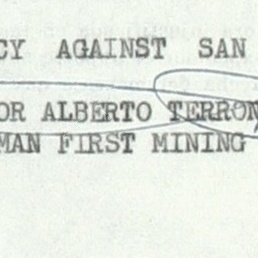 CY AGAINST SAN
OR ALBERTO TERRON
MAN FIRST MINING